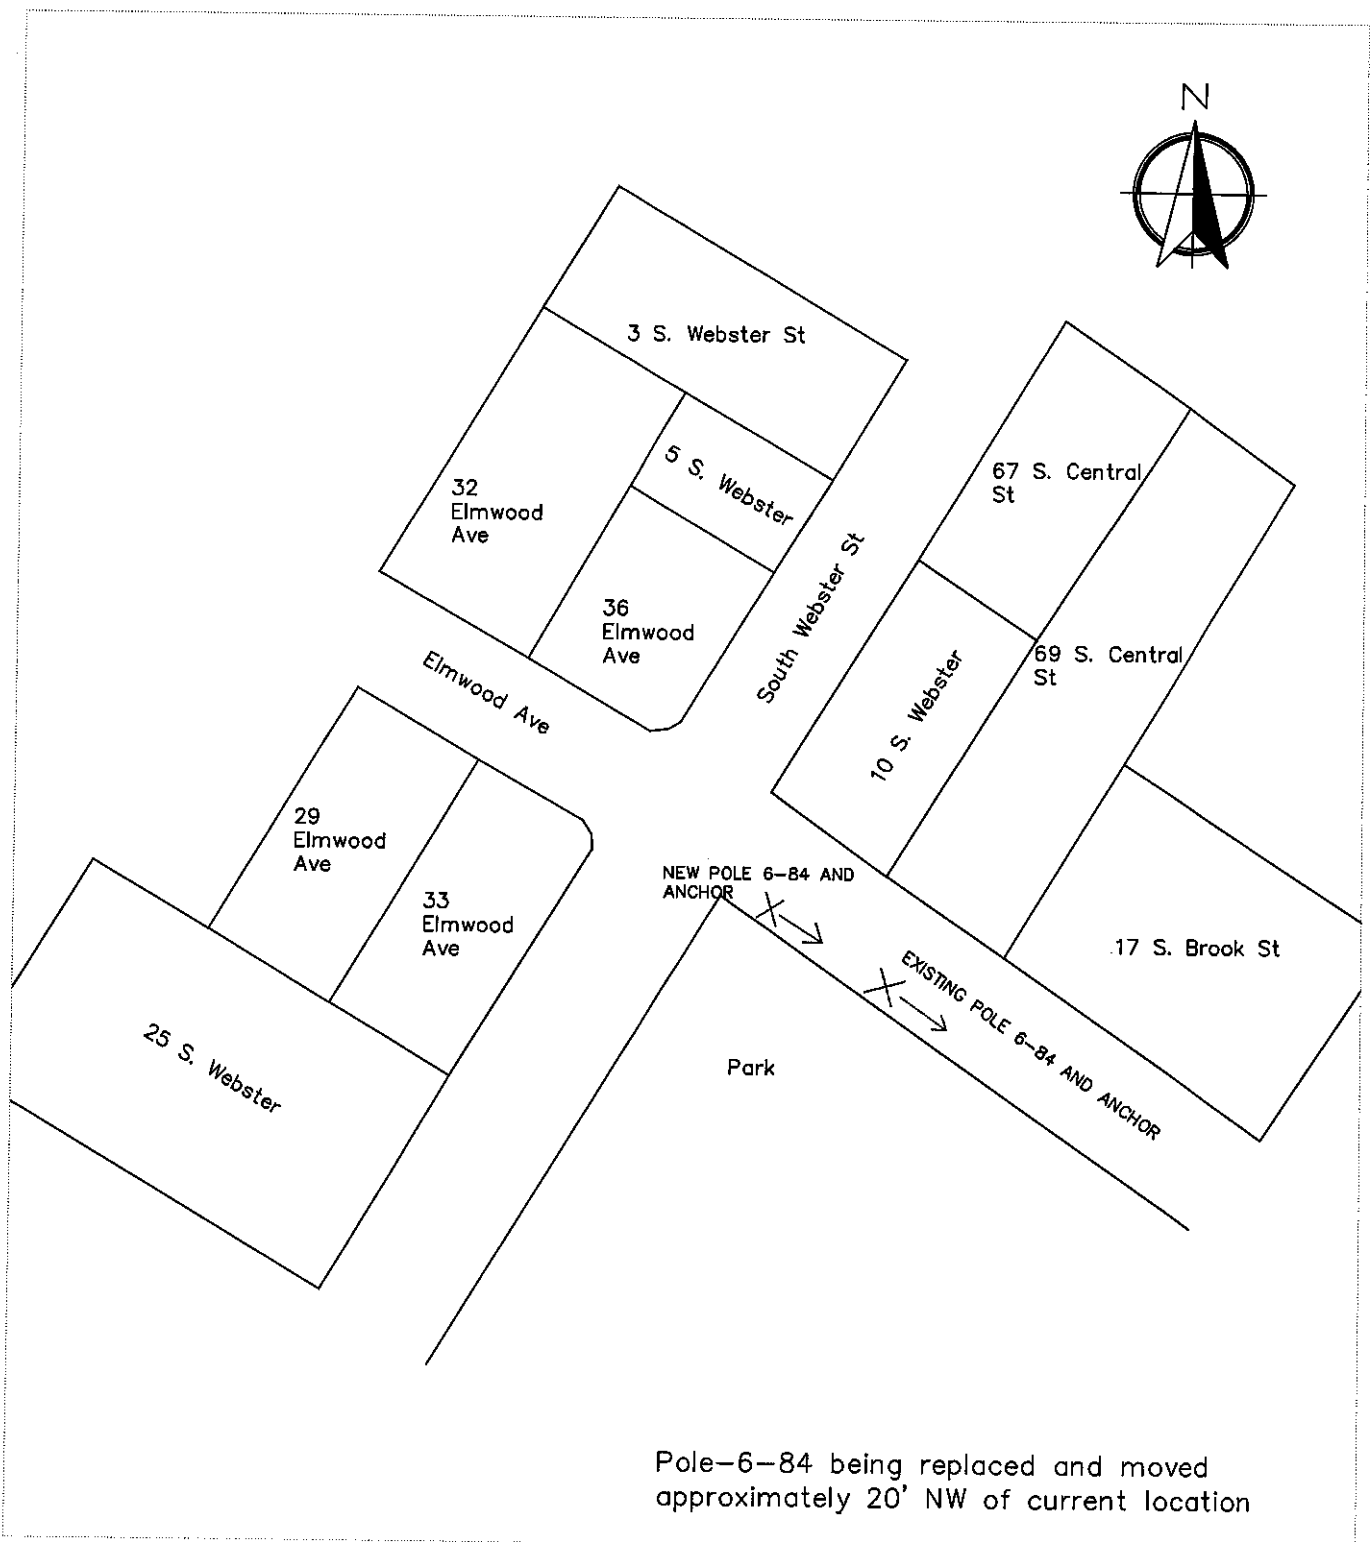 N
3 S. Webster St
5 S. Webster
32
Elmwood
Ave
36
Elmwood
Ave
67 S. Central
St
South Webster St
69 S. Central
St
10 S. Webster
Elmwood Ave
29
Elmwood
Ave
33
Elmwood
Ave
NEW POLE 6-84 AND
ANCHOR
17 S. Brook St
EXISTING POLE 6-84 AND ANCHOR
25 S. Webster
Park
Pole-6-84 being replaced and moved
approximately 20' NW of current location